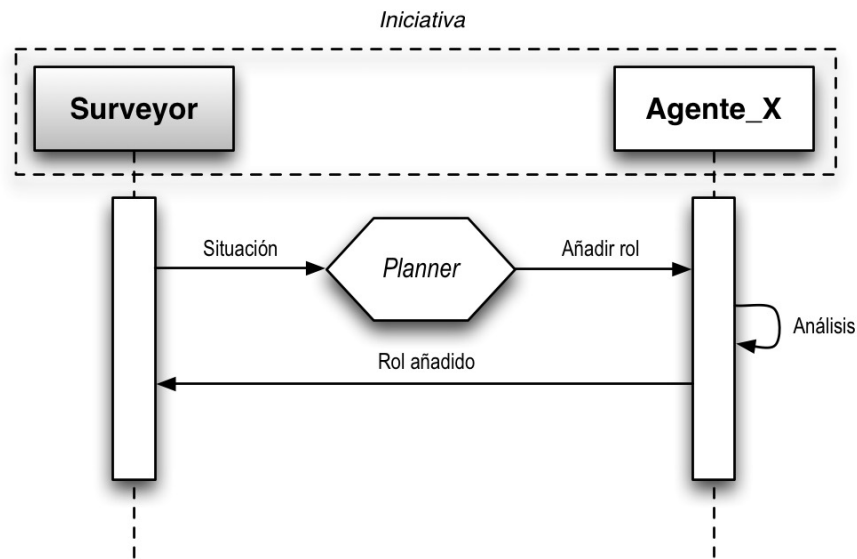 Iniciativa
Surveyor
Agente_X
Situación
Planner
Añadir rol
Análisis
Rol añadido